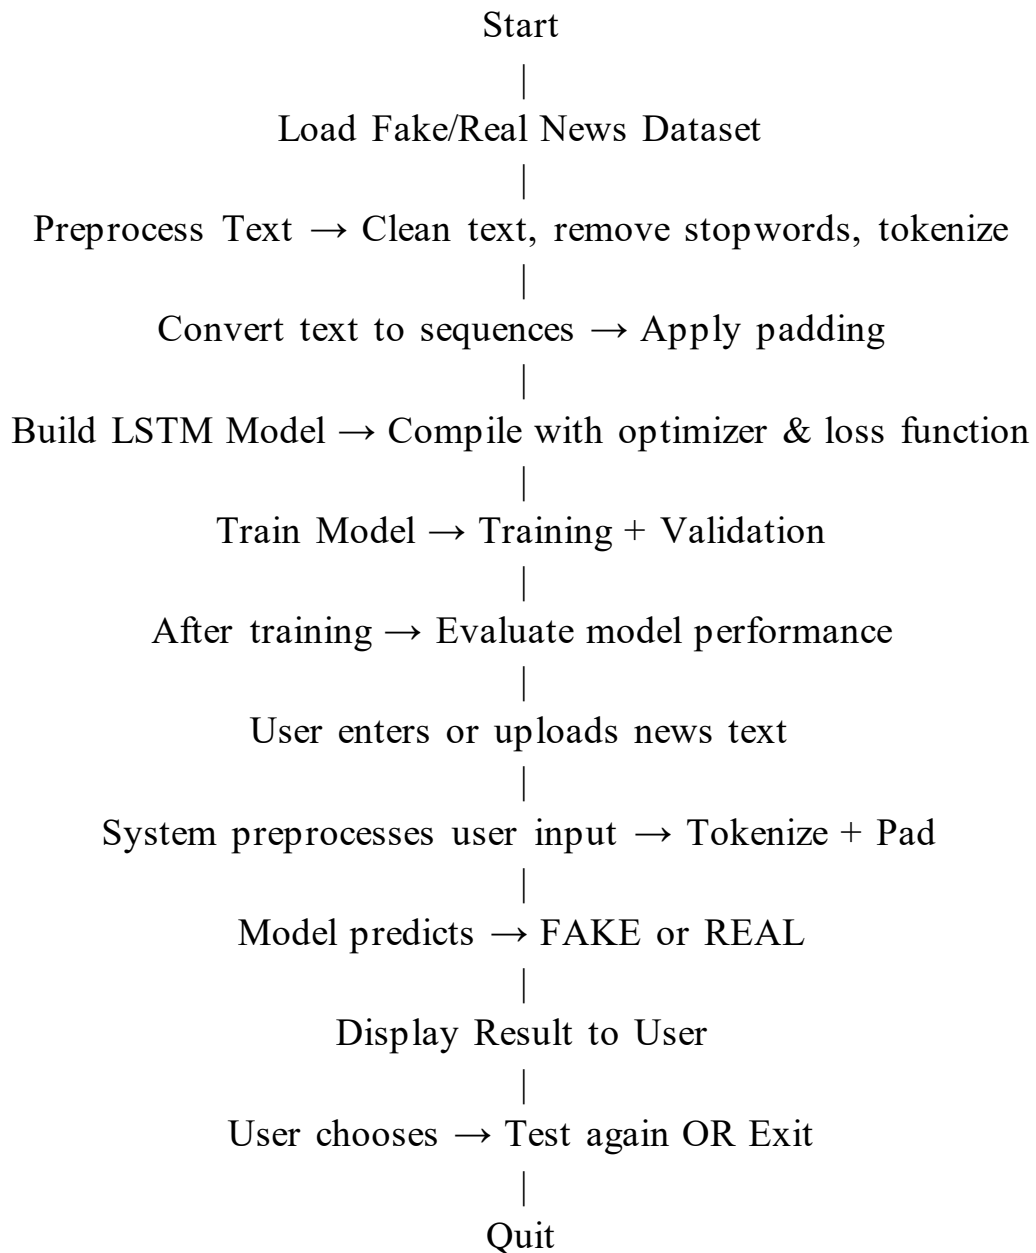 Start
|
Load Fake/Real News Dataset
|
Preprocess Text → Clean text, remove stopwords, tokenize
|
Convert text to sequences → Apply padding
|
Build LSTM Model → Compile with optimizer & loss function
|
Train Model → Training + Validation
|
After training → Evaluate model performance
|
User enters or uploads news text
|
System preprocesses user input → Tokenize + Pad
|
Model predicts → FAKE or REAL
|
Display Result to User
|
User chooses → Test again OR Exit
|
Quit